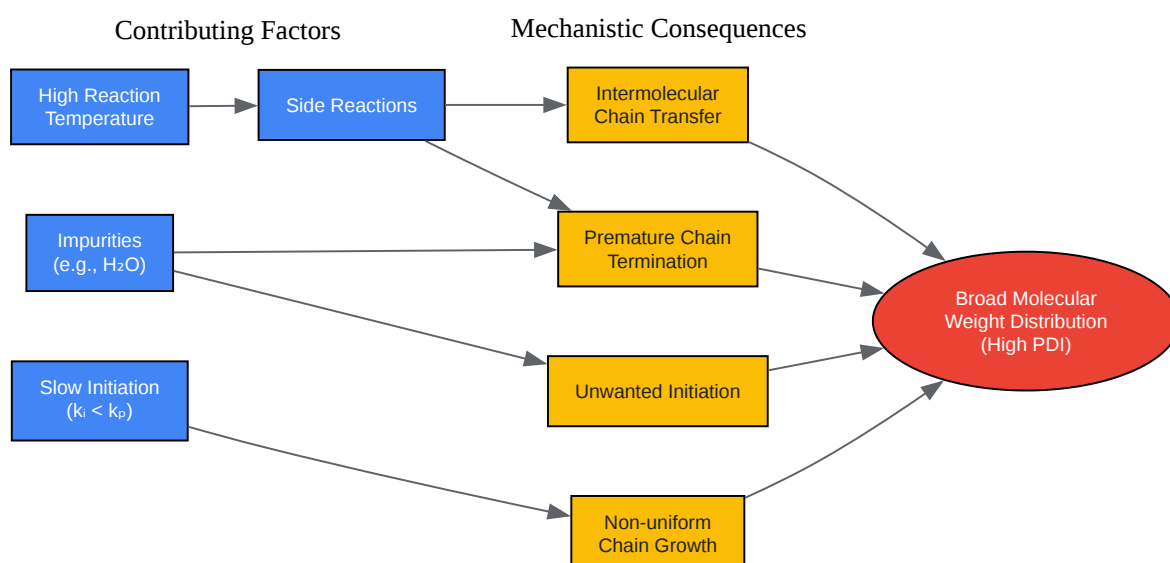 Contributing Factors
Mechanistic Consequences
High Reaction
Temperature
Side Reactions
Intermolecular
Chain Transfer
Impurities
(e.g., H₂O)
Premature Chain
Termination
Broad Molecular
Weight Distribution
(High PDI)
Slow Initiation
(kᵢ < kₚ)
Unwanted Initiation
Non-uniform
Chain Growth